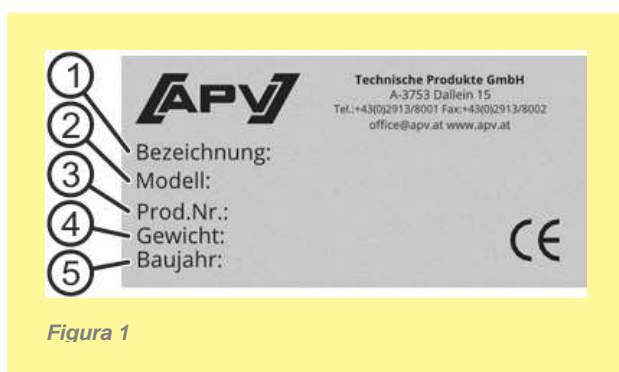 APV
Technische Produkte GmbH
A-3753 Dallein 15
Tel.:+43(0)2913/8001 Fax:+43(0)2913/8002
office@apv.at www.apv.at
1
Bezeichnung:
2
Modell:
3
Prod.Nr.:
4
Gewicht:
5
Baujahr:
CE
Figura 1